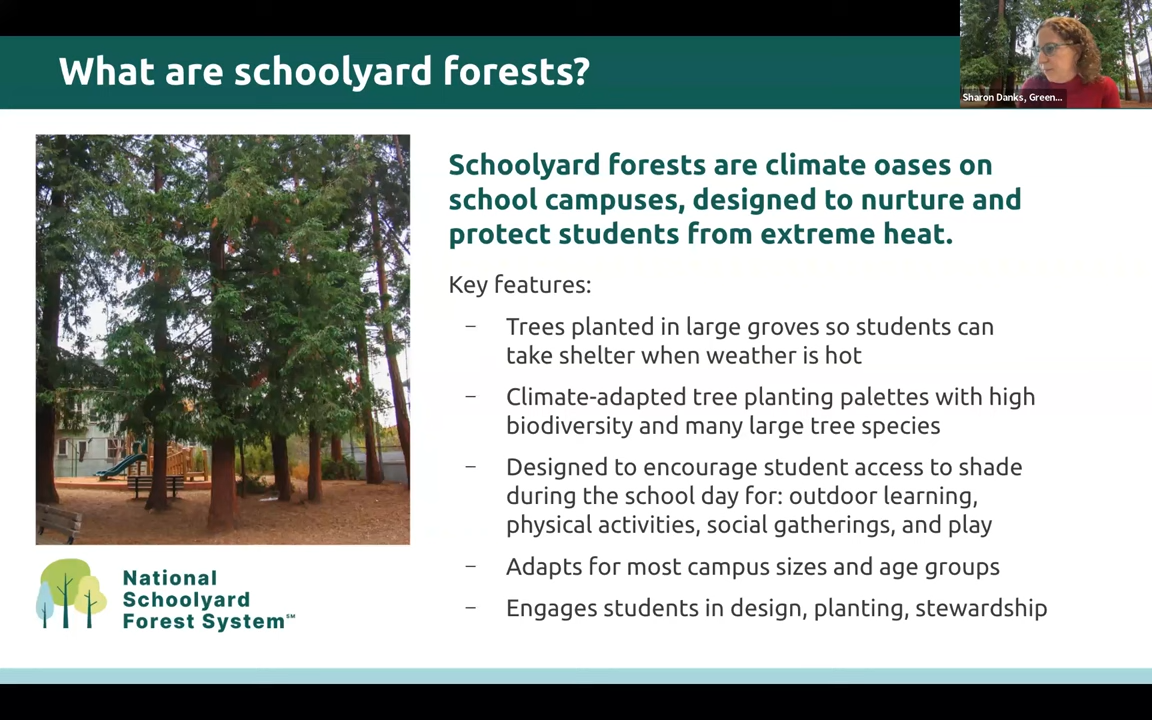 What are schoolyard forests?
Sharon Danks, Green...
Schoolyard forests are climate oases on
school campuses, designed to nurture and
protect students from extreme heat.
Key features:
– Trees planted in large groves so students can
take shelter when weather is hot
– Climate-adapted tree planting palettes with high
biodiversity and many large tree species
– Designed to encourage student access to shade
during the school day for: outdoor learning,
physical activities, social gatherings, and play
– Adapts for most campus sizes and age groups
– Engages students in design, planting, stewardship
National
Schoolyard
Forest System℠